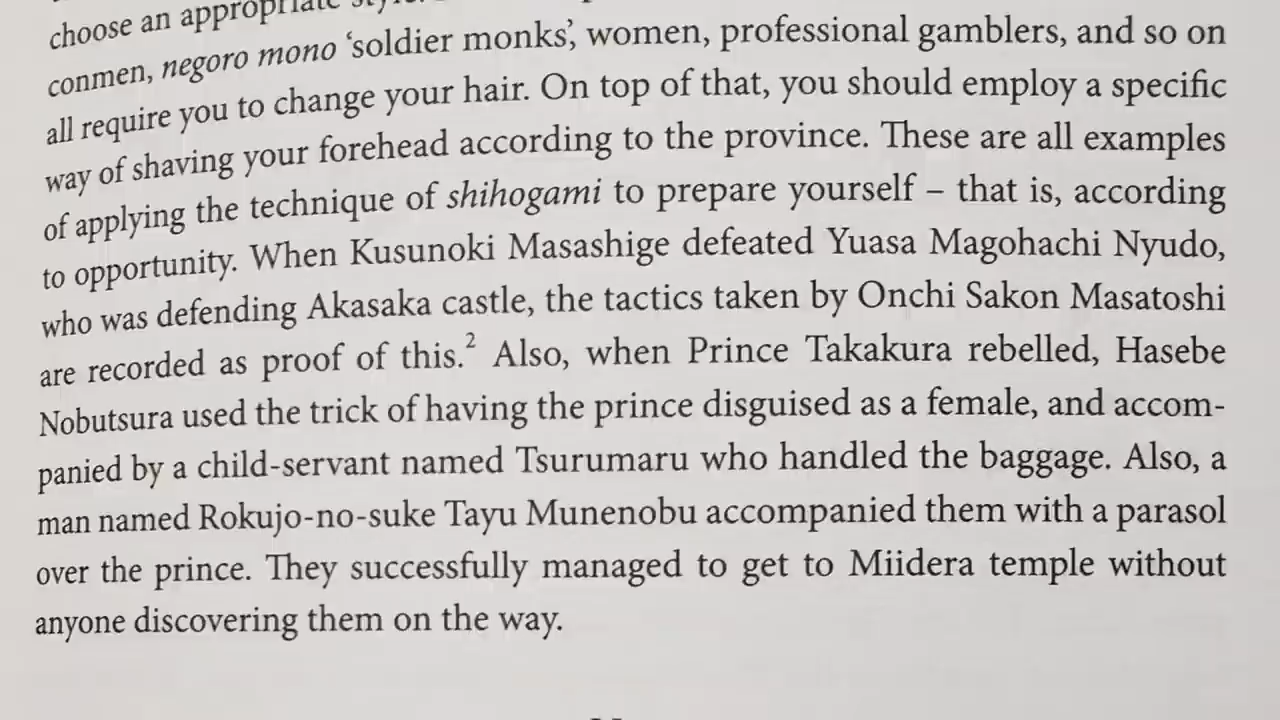 choose an appropriate
conmen, negoro mono ‘soldier monks’, women, professional gamblers, and so on
all require you to change your hair. On top of that, you should employ a specific
way of shaving your forehead according to the province. These are all examples
of applying the technique of shihogami to prepare yourself – that is, according
to opportunity. When Kusunoki Masashige defeated Yuasa Magohachi Nyudo,
who was defending Akasaka castle, the tactics taken by Onchi Sakon Masatoshi
are recorded as proof of this.2 Also, when Prince Takakura rebelled, Hasebe
Nobutsura used the trick of having the prince disguised as a female, and accom-
panied by a child-servant named Tsurumaru who handled the baggage. Also, a
man named Rokujo-no-suke Tayu Munenobu accompanied them with a parasol
over the prince. They successfully managed to get to Miidera temple without
anyone discovering them on the way.